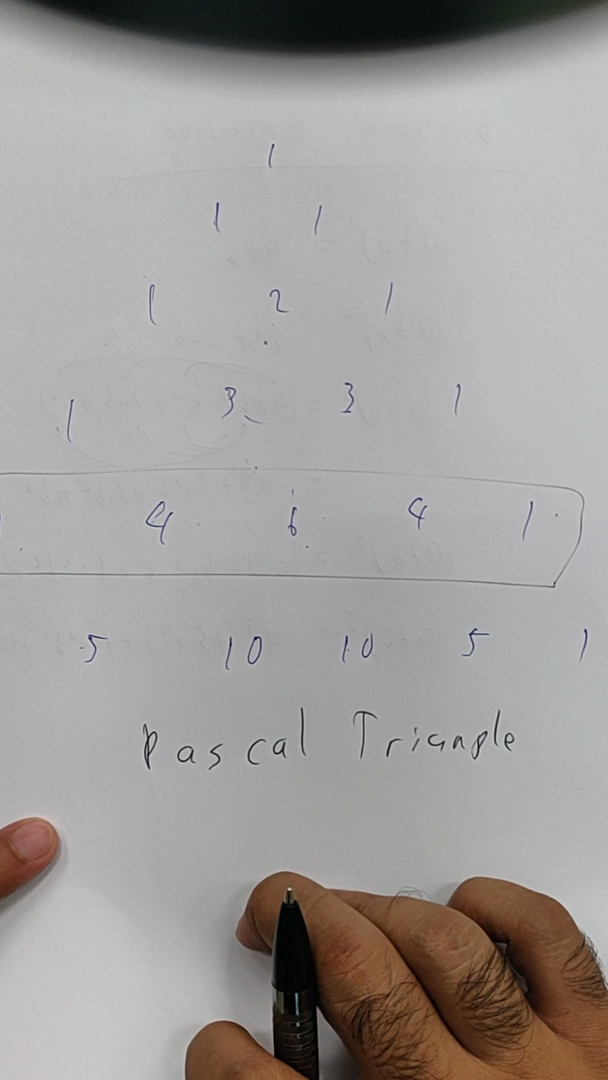 1
1 1
1 2 1
1 3 3 1
4 6 4 1
5 10 10 5 1
Pascal Triangle